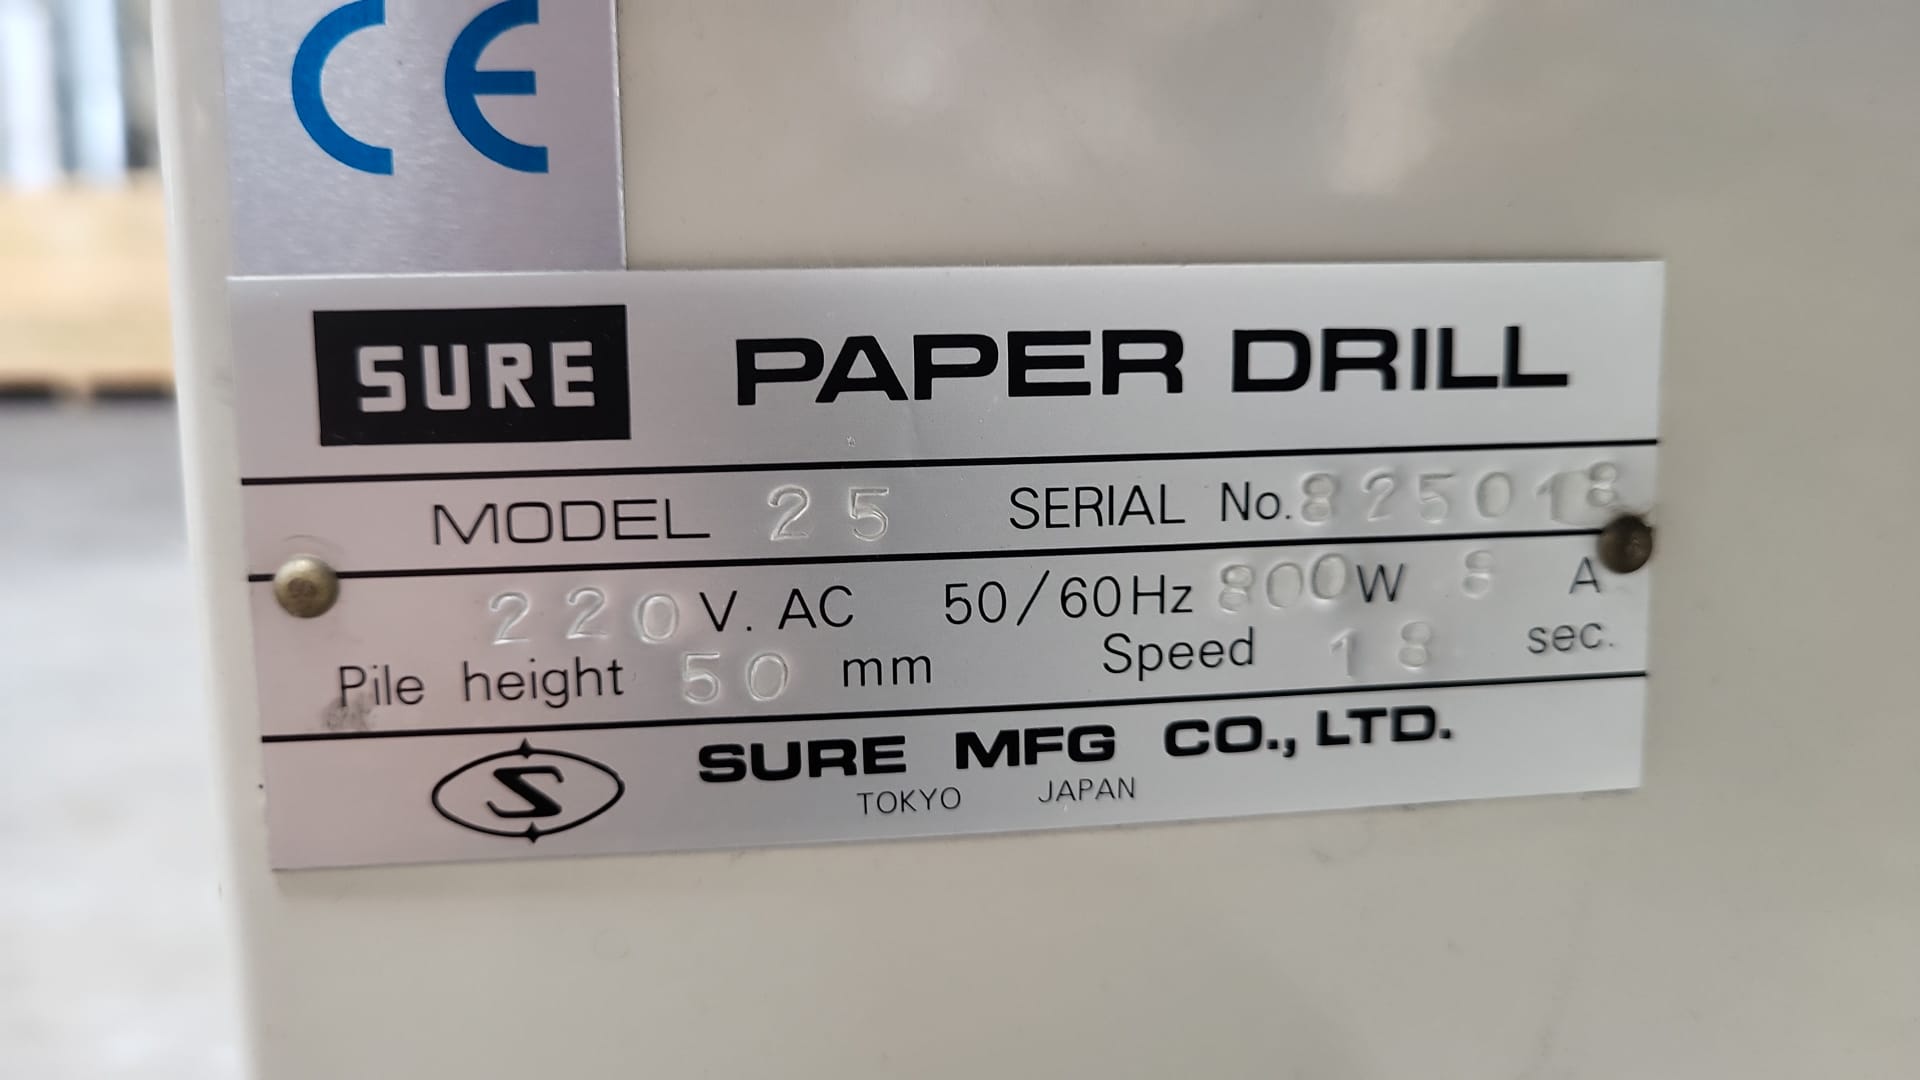 CE
SURE PAPER DRILL
MODEL 25 SERIAL No. 825018
220 V. AC 50/60Hz 800 W 8 A
Pile height 50 mm Speed 18 sec.
S SURE MFG CO., LTD.
TOKYO JAPAN